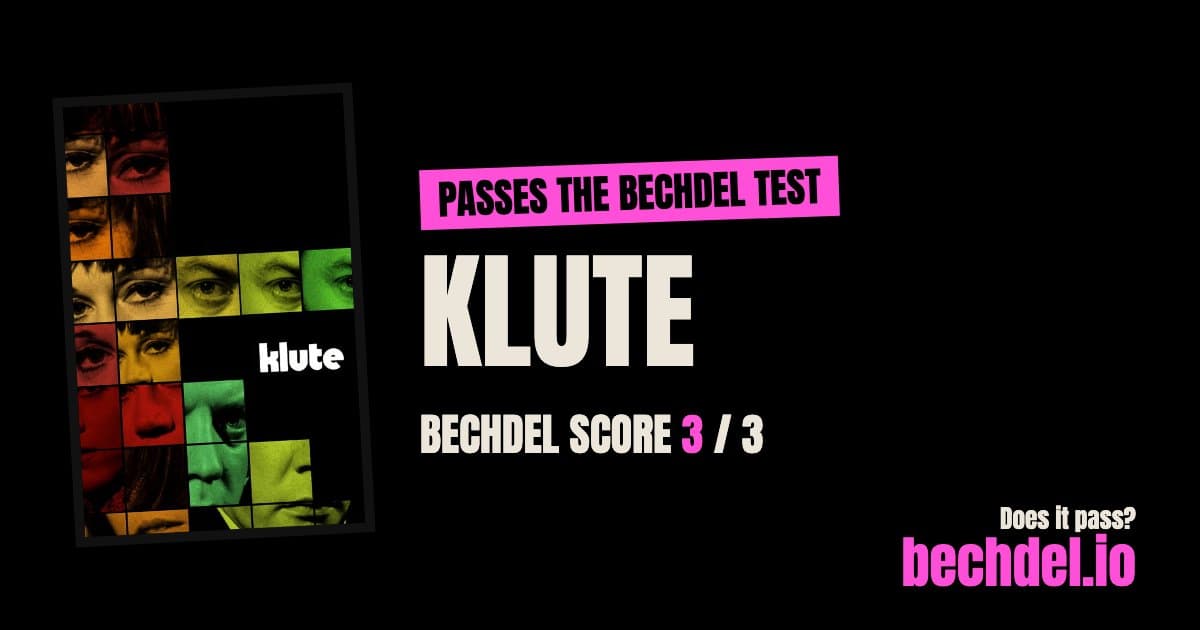 PASSES THE BECHDEL TEST
KLUTE
klute
BECHDEL SCORE 3 / 3
Does it pass?
bechdel.io